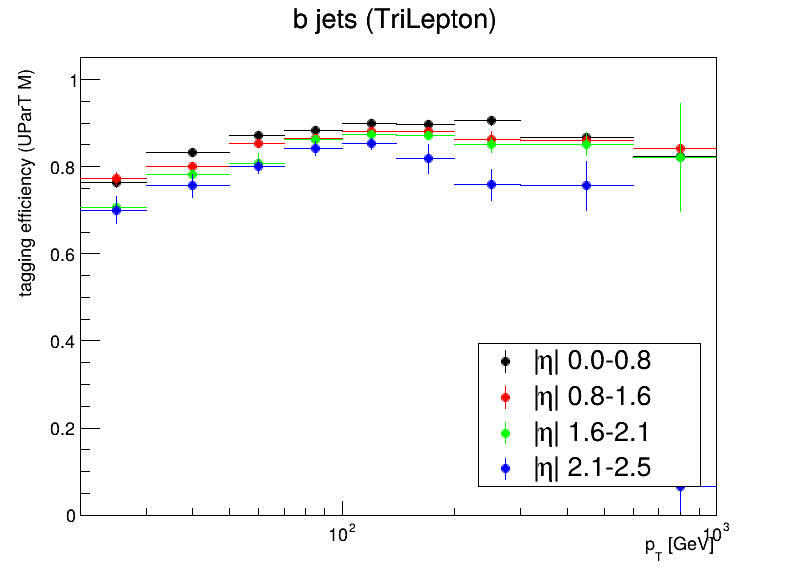 b jets (TriLepton)
tagging efficiency (UParT M)
1
0.8
0.6
0.4
0.2
0
|η| 0.0-0.8
|η| 0.8-1.6
|η| 1.6-2.1
|η| 2.1-2.5
10²
10³
p_T [GeV]